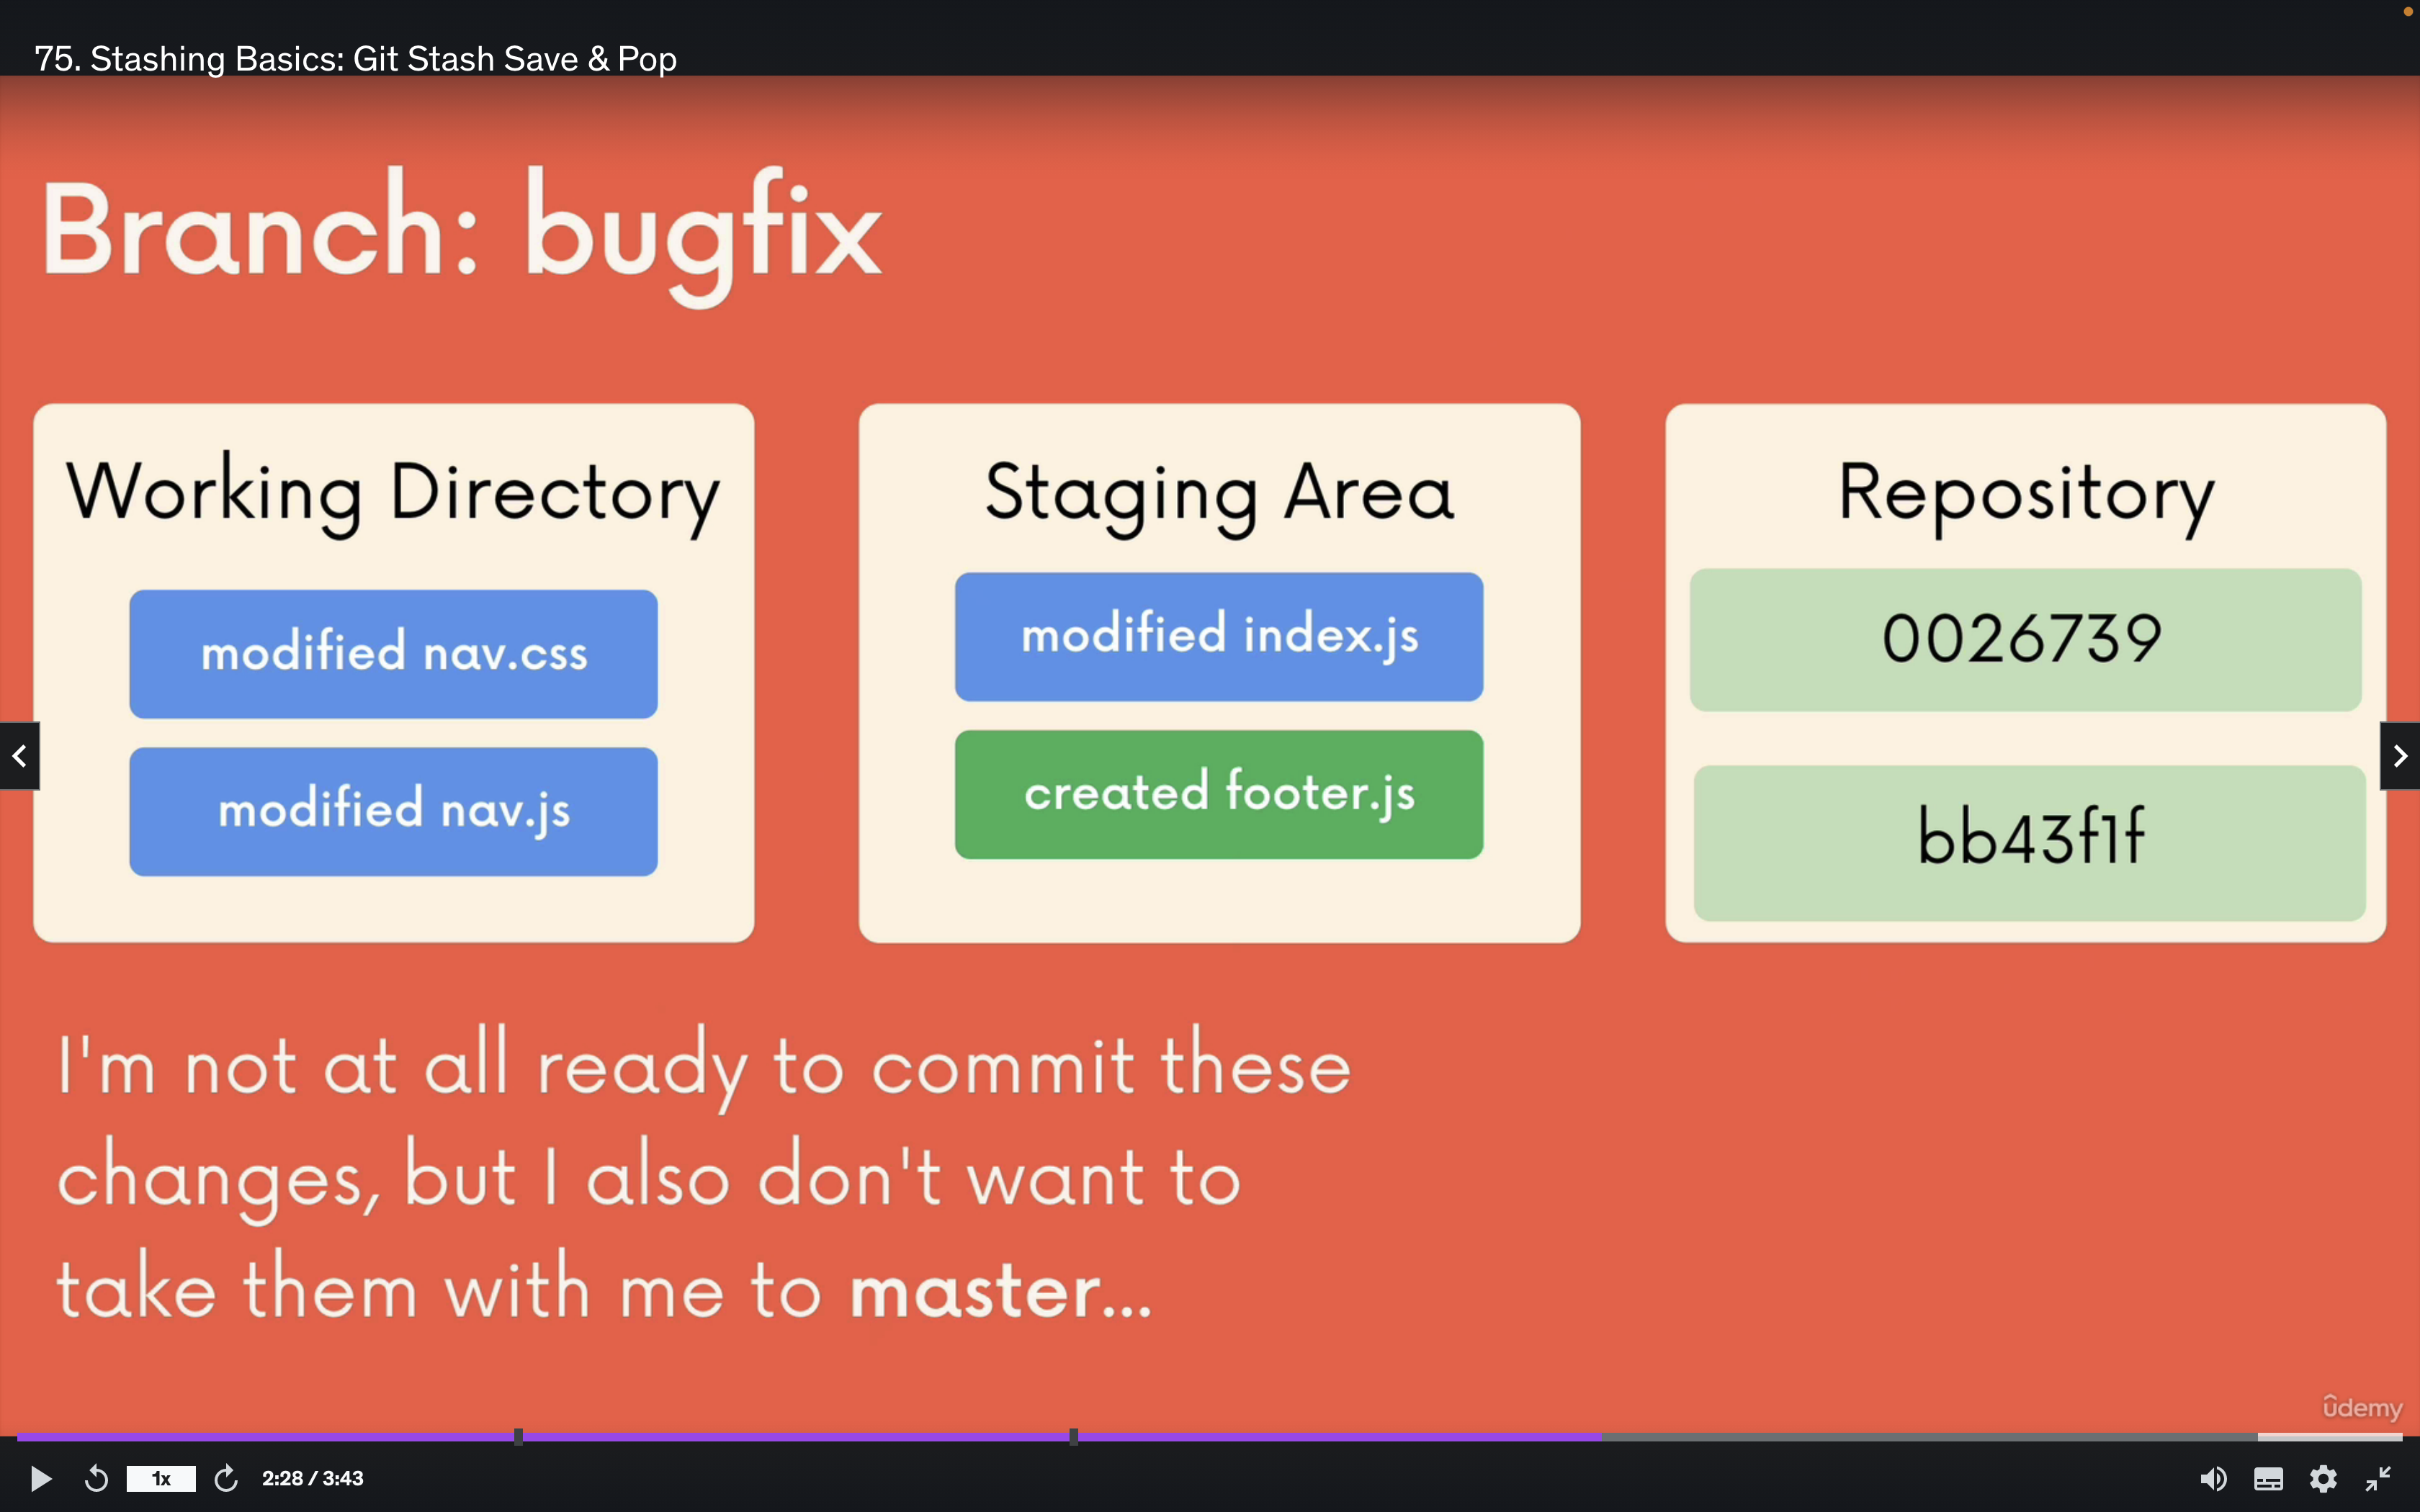 75. Stashing Basics: Git Stash Save & Pop
Branch: bugfix
Working Directory
modified nav.css
modified nav.js
Staging Area
modified index.js
created footer.js
Repository
0026739
bb43f1f
I'm not at all ready to commit these
changes, but I also don't want to
take them with me to master...
ûdemy
1x
2:28 / 3:43